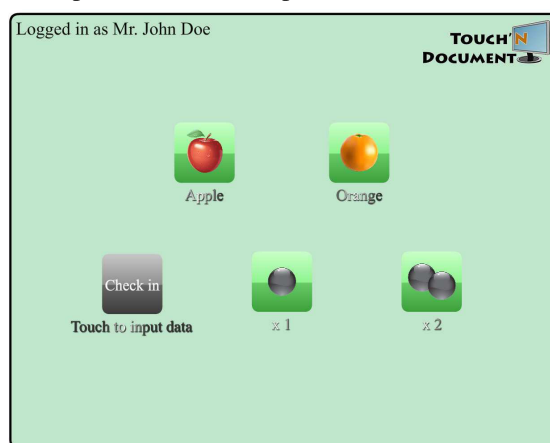 Logged in as Mr. John Doe
TOUCH'N
DOCUMENT
Apple
Orange
Check in
Touch to input data
x 1
x 2